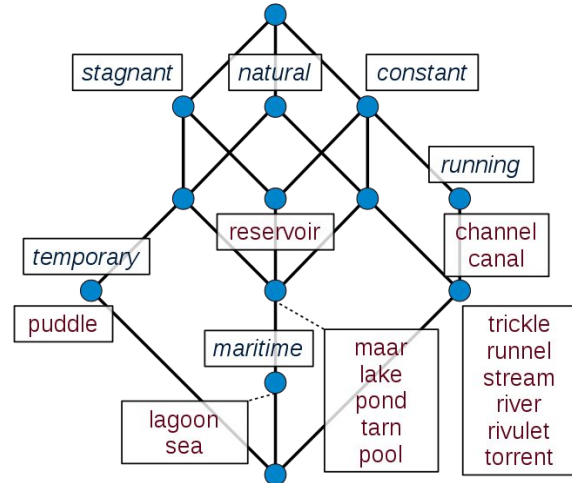 stagnant
natural
constant
running
reservoir
channel
canal
temporary
puddle
maritime
lagoon
sea
maar
lake
pond
tarn
pool
trickle
runnel
stream
river
rivulet
torrent